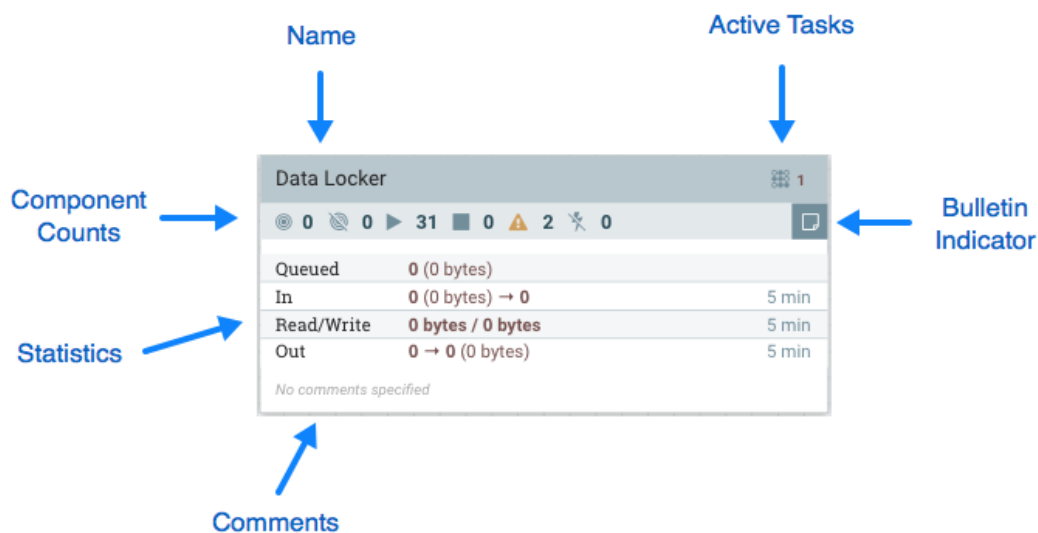 Name
Active Tasks
Data Locker 1
Component
Counts
0 0 31 0 2 0
Bulletin
Indicator
Queued 0 (0 bytes)
In 0 (0 bytes) → 0 5 min
Read/Write 0 bytes / 0 bytes 5 min
Statistics
Out 0 → 0 (0 bytes) 5 min
No comments specified
Comments